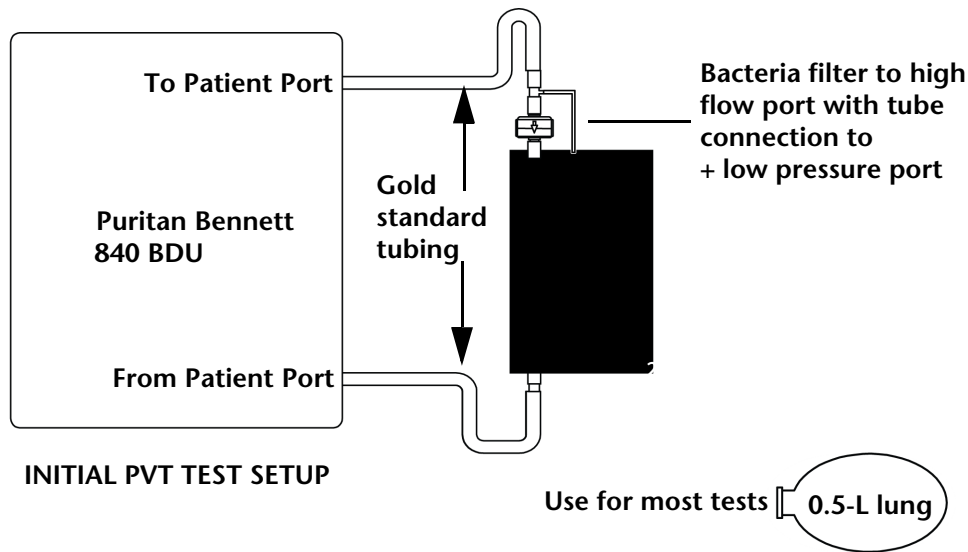 To Patient Port
Bacteria filter to high
flow port with tube
connection to
+ low pressure port
Gold
standard
tubing
Puritan Bennett
840 BDU
From Patient Port
INITIAL PVT TEST SETUP
Use for most tests
0.5-L lung